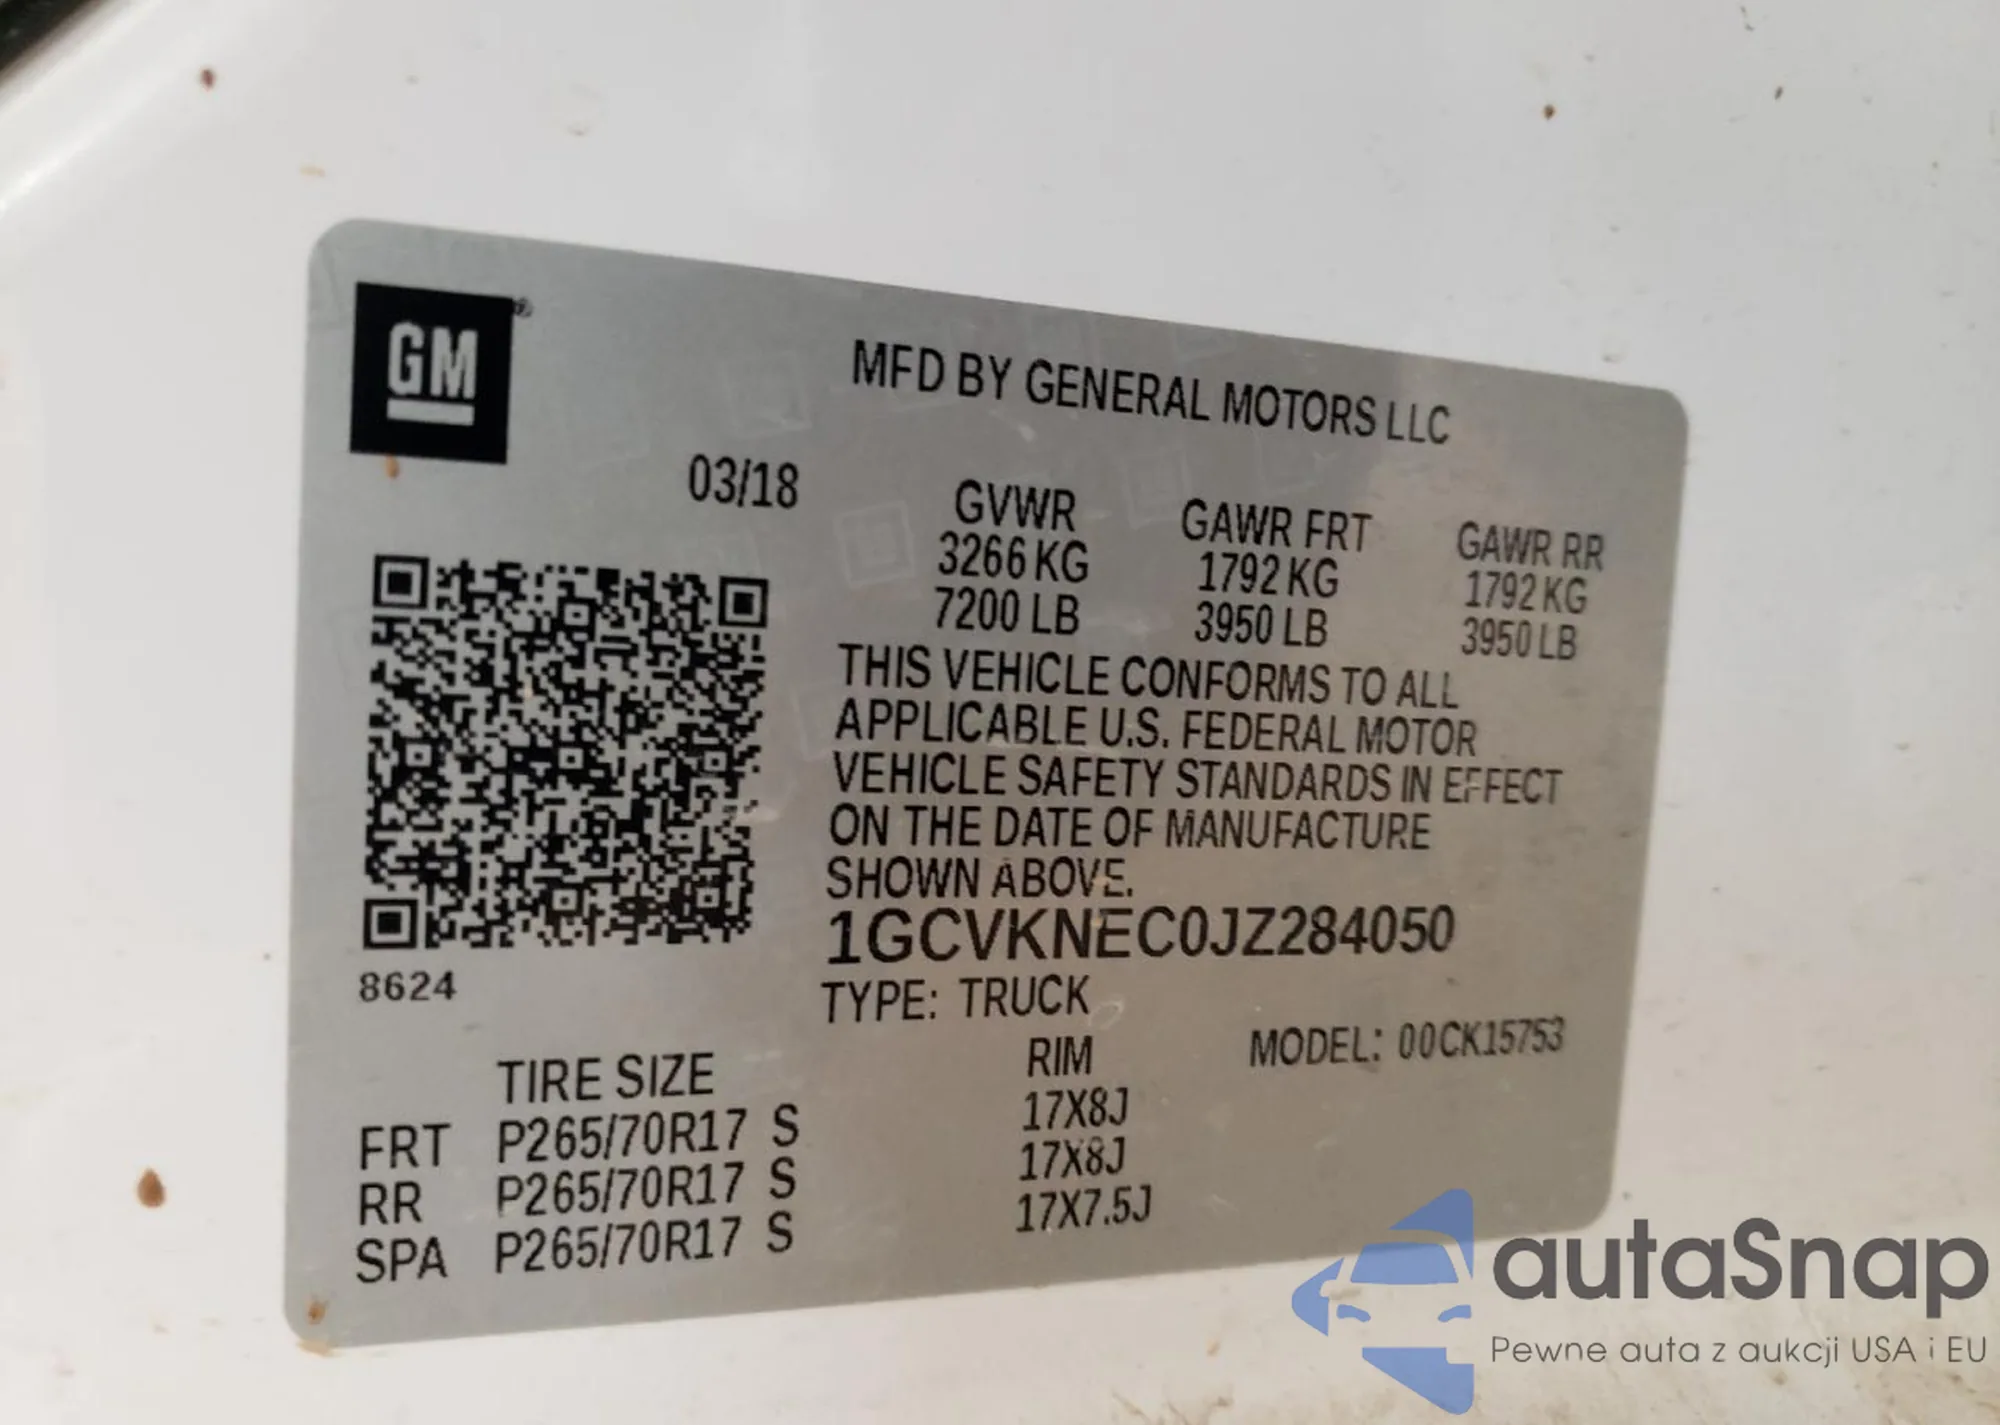 GM®
MFD BY GENERAL MOTORS LLC
03/18
GVWR GAWR FRT GAWR RR
3266 KG 1792 KG 1792 KG
7200 LB 3950 LB 3950 LB
THIS VEHICLE CONFORMS TO ALL
APPLICABLE U.S. FEDERAL MOTOR
VEHICLE SAFETY STANDARDS IN EFFECT
ON THE DATE OF MANUFACTURE
SHOWN ABOVE.
1GCVKNEC0JZ284050
8624
TYPE: TRUCK
MODEL: 00CK15753
TIRE SIZE RIM
FRT P265/70R17 S 17X8J
RR P265/70R17 S 17X8J
SPA P265/70R17 S 17X7.5J
autaSnap
Pewne auta z aukcji USA i EU